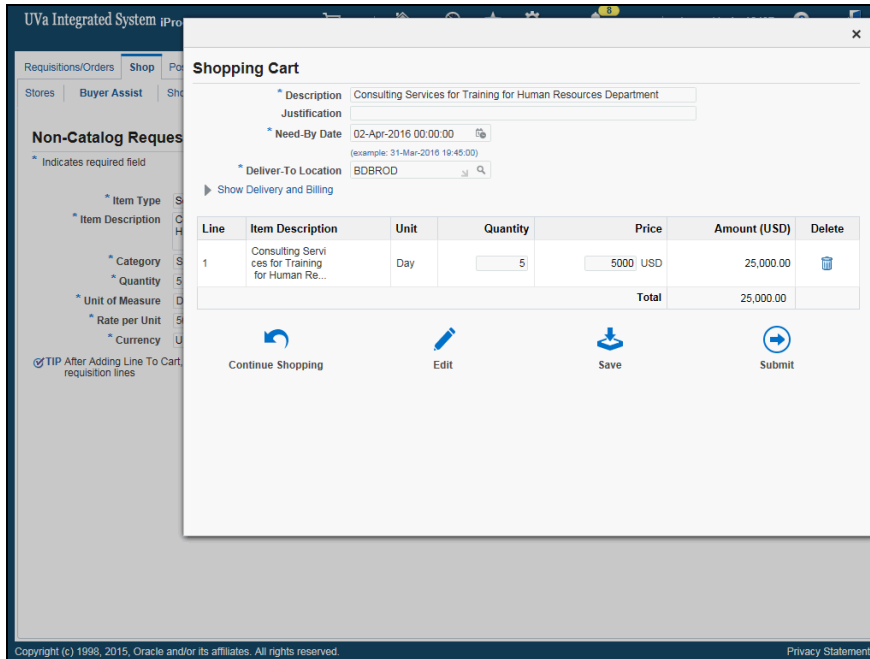 UVa Integrated System iPro
8
Requisitions/Orders Shop
Stores Buyer Assist
Non-Catalog Reques
* Indicates required field
* Item Type
* Item Description
* Category
* Quantity 5
* Unit of Measure
* Rate per Unit
* Currency
TIP After Adding Line To Cart,
requisition lines
Shopping Cart
* Description Consulting Services for Training for Human Resources Department
Justification
* Need-By Date 02-Apr-2016 00:00:00
(example: 31-Mar-2016 19:45:00)
* Deliver-To Location BDBROD
Show Delivery and Billing
Line Item Description Unit Quantity Price Amount (USD) Delete
1 Consulting Servi
ces for Training
for Human Re... Day 5 5000 USD 25,000.00
Total 25,000.00
Continue Shopping Edit Save Submit
Copyright (c) 1998, 2015, Oracle and/or its affiliates. All rights reserved. Privacy Statement